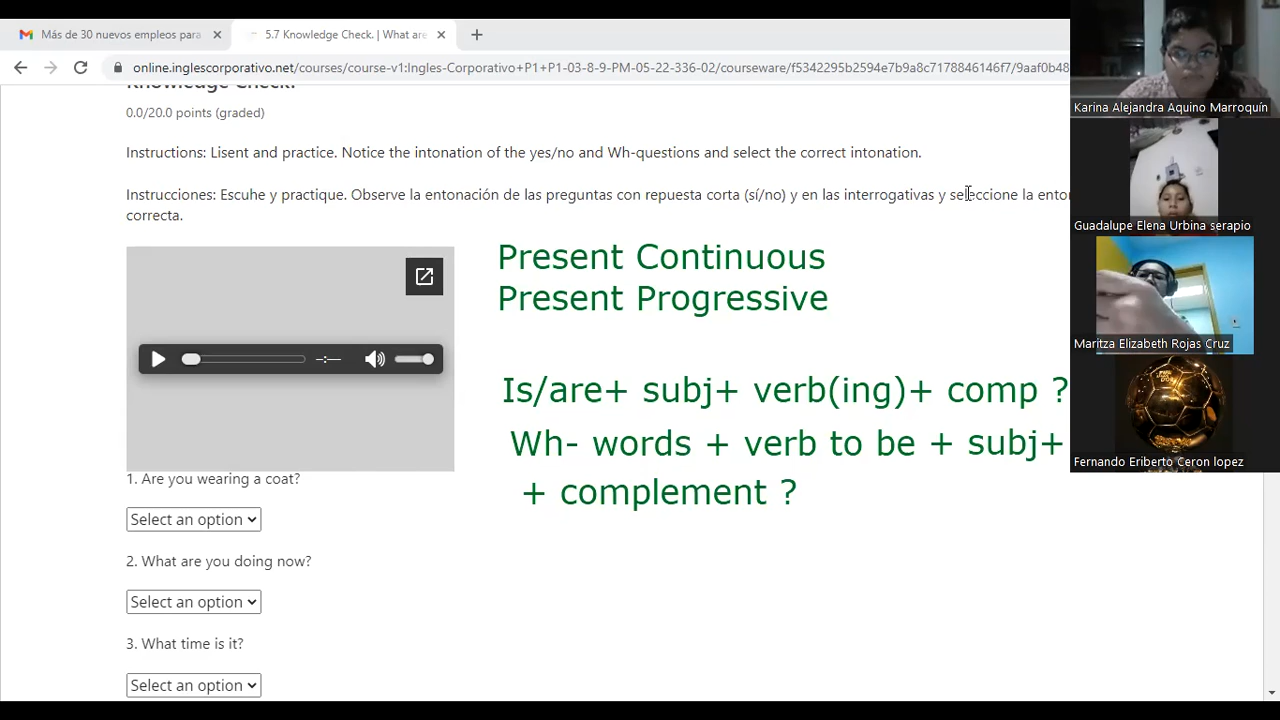 Más de 30 nuevos empleos para
5.7 Knowledge Check. | What are
online.inglescorporativo.net/courses/course-v1:Ingles-Corporativo+P1+P1-03-8-9-PM-05-22-336-02/courseware/f5342295b2594e7b9a8c7178846146f7/9aaf0b48
Knowledge Check.
0.0/20.0 points (graded)
Instructions: Lisent and practice. Notice the intonation of the yes/no and Wh-questions and select the correct intonation.
Instrucciones: Escuhe y practique. Observe la entonación de las preguntas con repuesta corta (sí/no) y en las interrogativas y seleccione la enton
correcta.
Present Continuous
Present Progressive
--:--
Is/are+ subj+ verb(ing)+ comp ?
Wh- words + verb to be + subj+
+ complement ?
1. Are you wearing a coat?
Select an option
2. What are you doing now?
Select an option
3. What time is it?
Select an option
Karina Alejandra Aquino Marroquín
Guadalupe Elena Urbina serapio
Maritza Elizabeth Rojas Cruz
Fernando Eriberto Ceron lopez